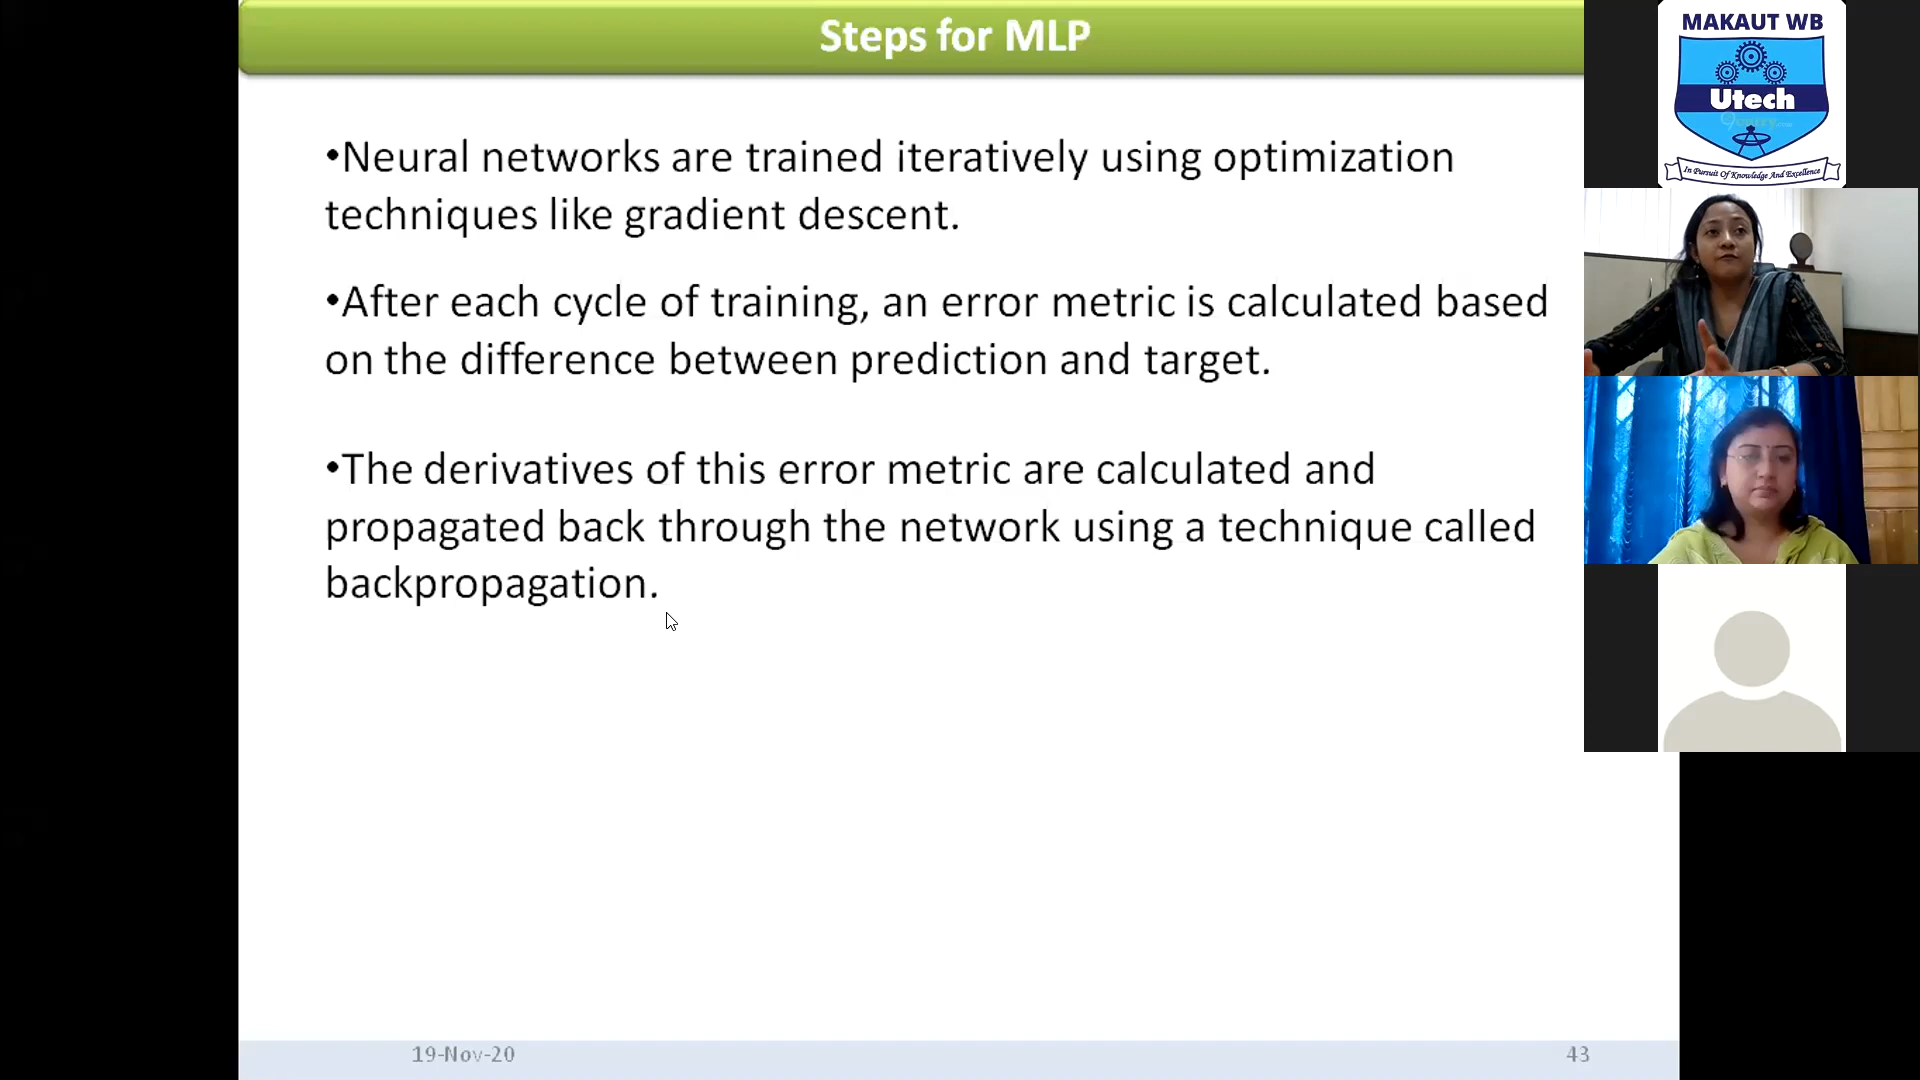 Steps for MLP
•Neural networks are trained iteratively using optimization
techniques like gradient descent.
•After each cycle of training, an error metric is calculated based
on the difference between prediction and target.
•The derivatives of this error metric are calculated and
propagated back through the network using a technique called
backpropagation.
19-Nov-20
43
MAKAUT WB
Utech
In Pursuit Of Knowledge And Excellence